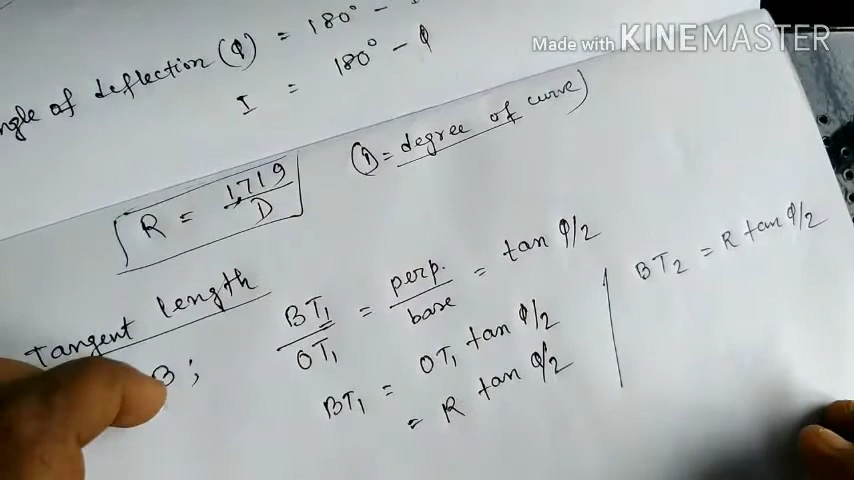 Made with KINEMASTER
angle of deflection (φ) = 180° -
I = 180° - φ
R = 1719/D (D = degree of curve)
Tangent length
B; BT₁/OT₁ = perp./base = tan φ/2
BT₁ = OT₁ tan φ/2
= R tan φ/2
BT₂ = R tan φ/2